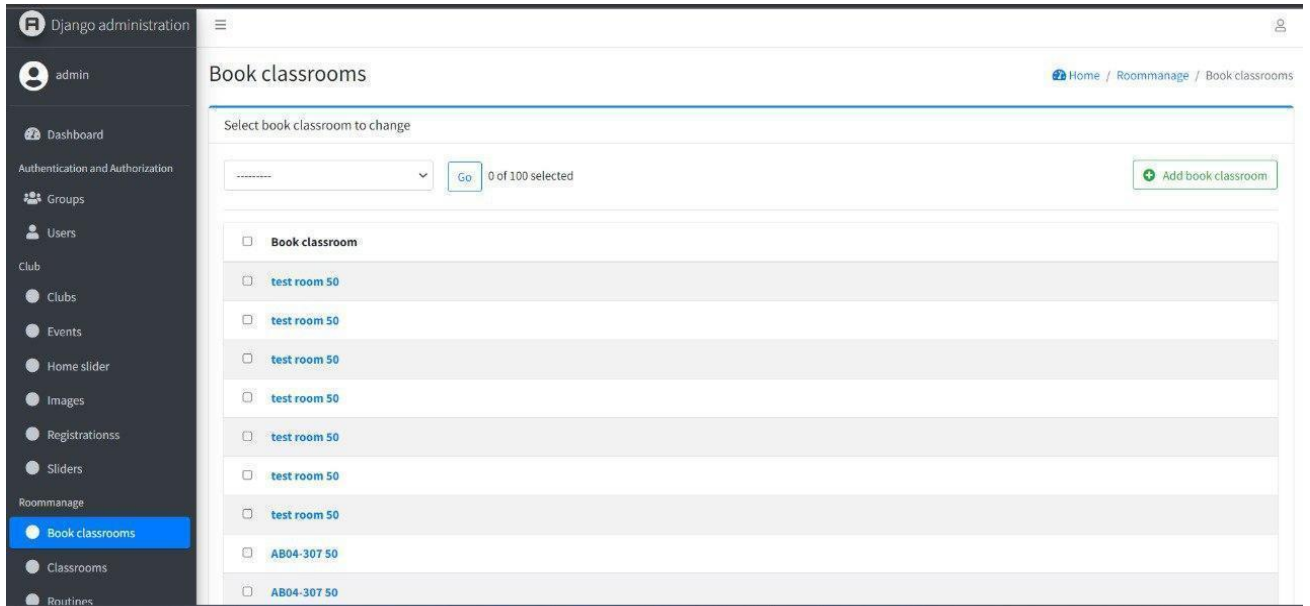 Django administration
admin
Dashboard
Authentication and Authorization
Groups
Users
Club
Clubs
Events
Home slider
Images
Registrationss
Sliders
Roommanage
Book classrooms
Classrooms
Routines
Book classrooms
Home / Roommanage / Book classrooms
Select book classroom to change
---------
Go
0 of 100 selected
Add book classroom
Book classroom
test room 50
test room 50
test room 50
test room 50
test room 50
test room 50
test room 50
AB04-307 50
AB04-307 50